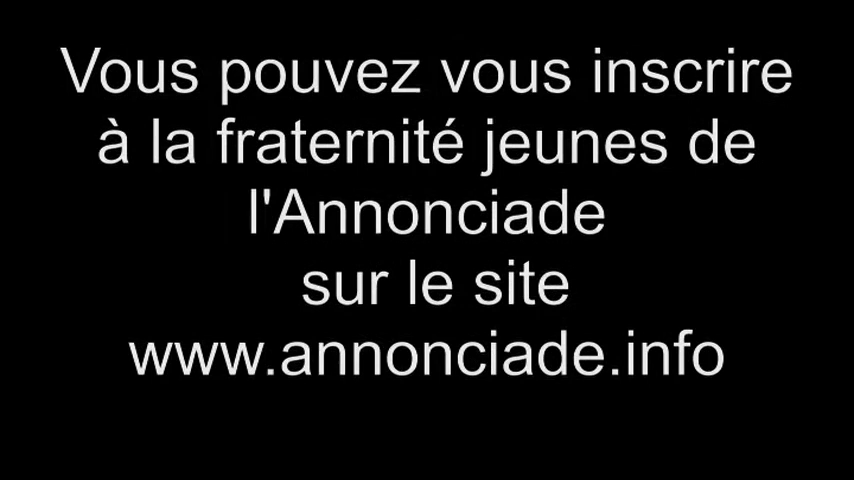 Vous pouvez vous inscrire
à la fraternité jeunes de
l'Annonciade
sur le site
www.annonciade.info